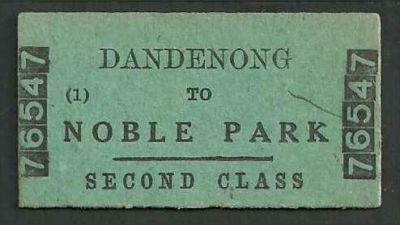 76547
DANDENONG
(1) TO
NOBLE PARK
SECOND CLASS
76547